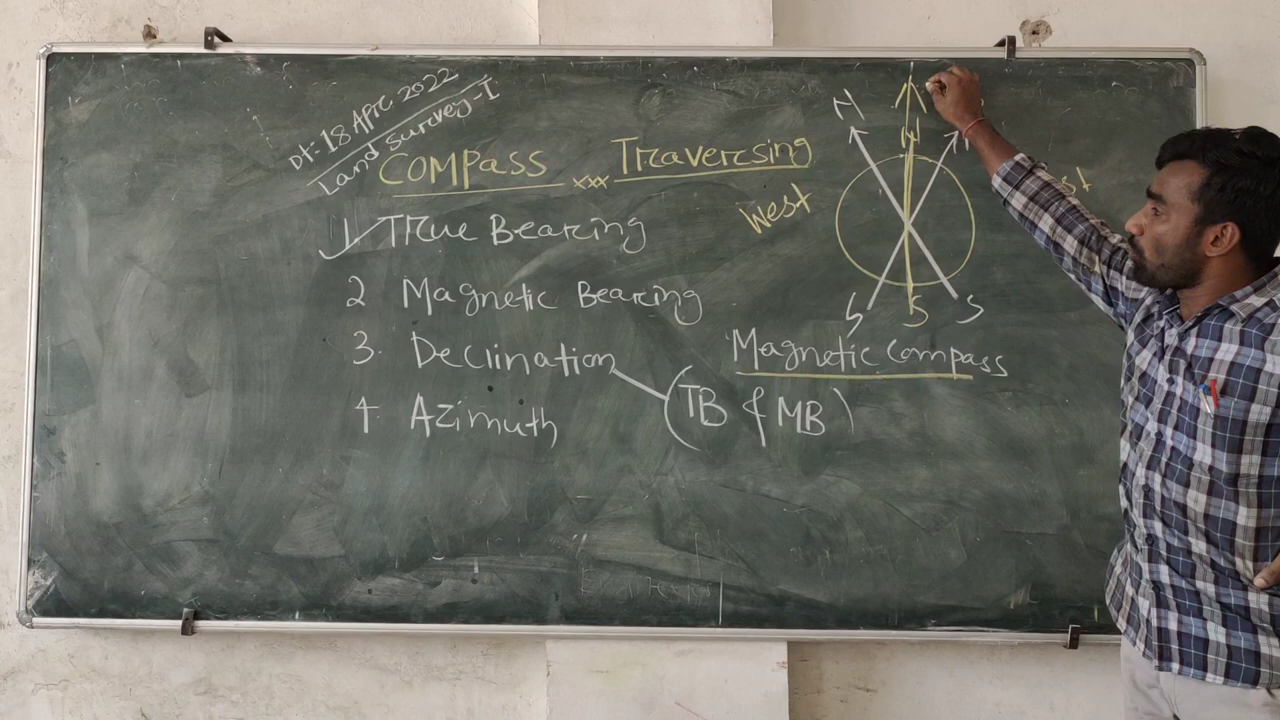 Dt:-18 Apr. 2022
Land survey-I
Compass xxx Traversing
1 True Bearing
2 Magnetic Bearing
3. Declination (TB & MB)
4. Azimuth
N
N
West
S S S
Magnetic Compass